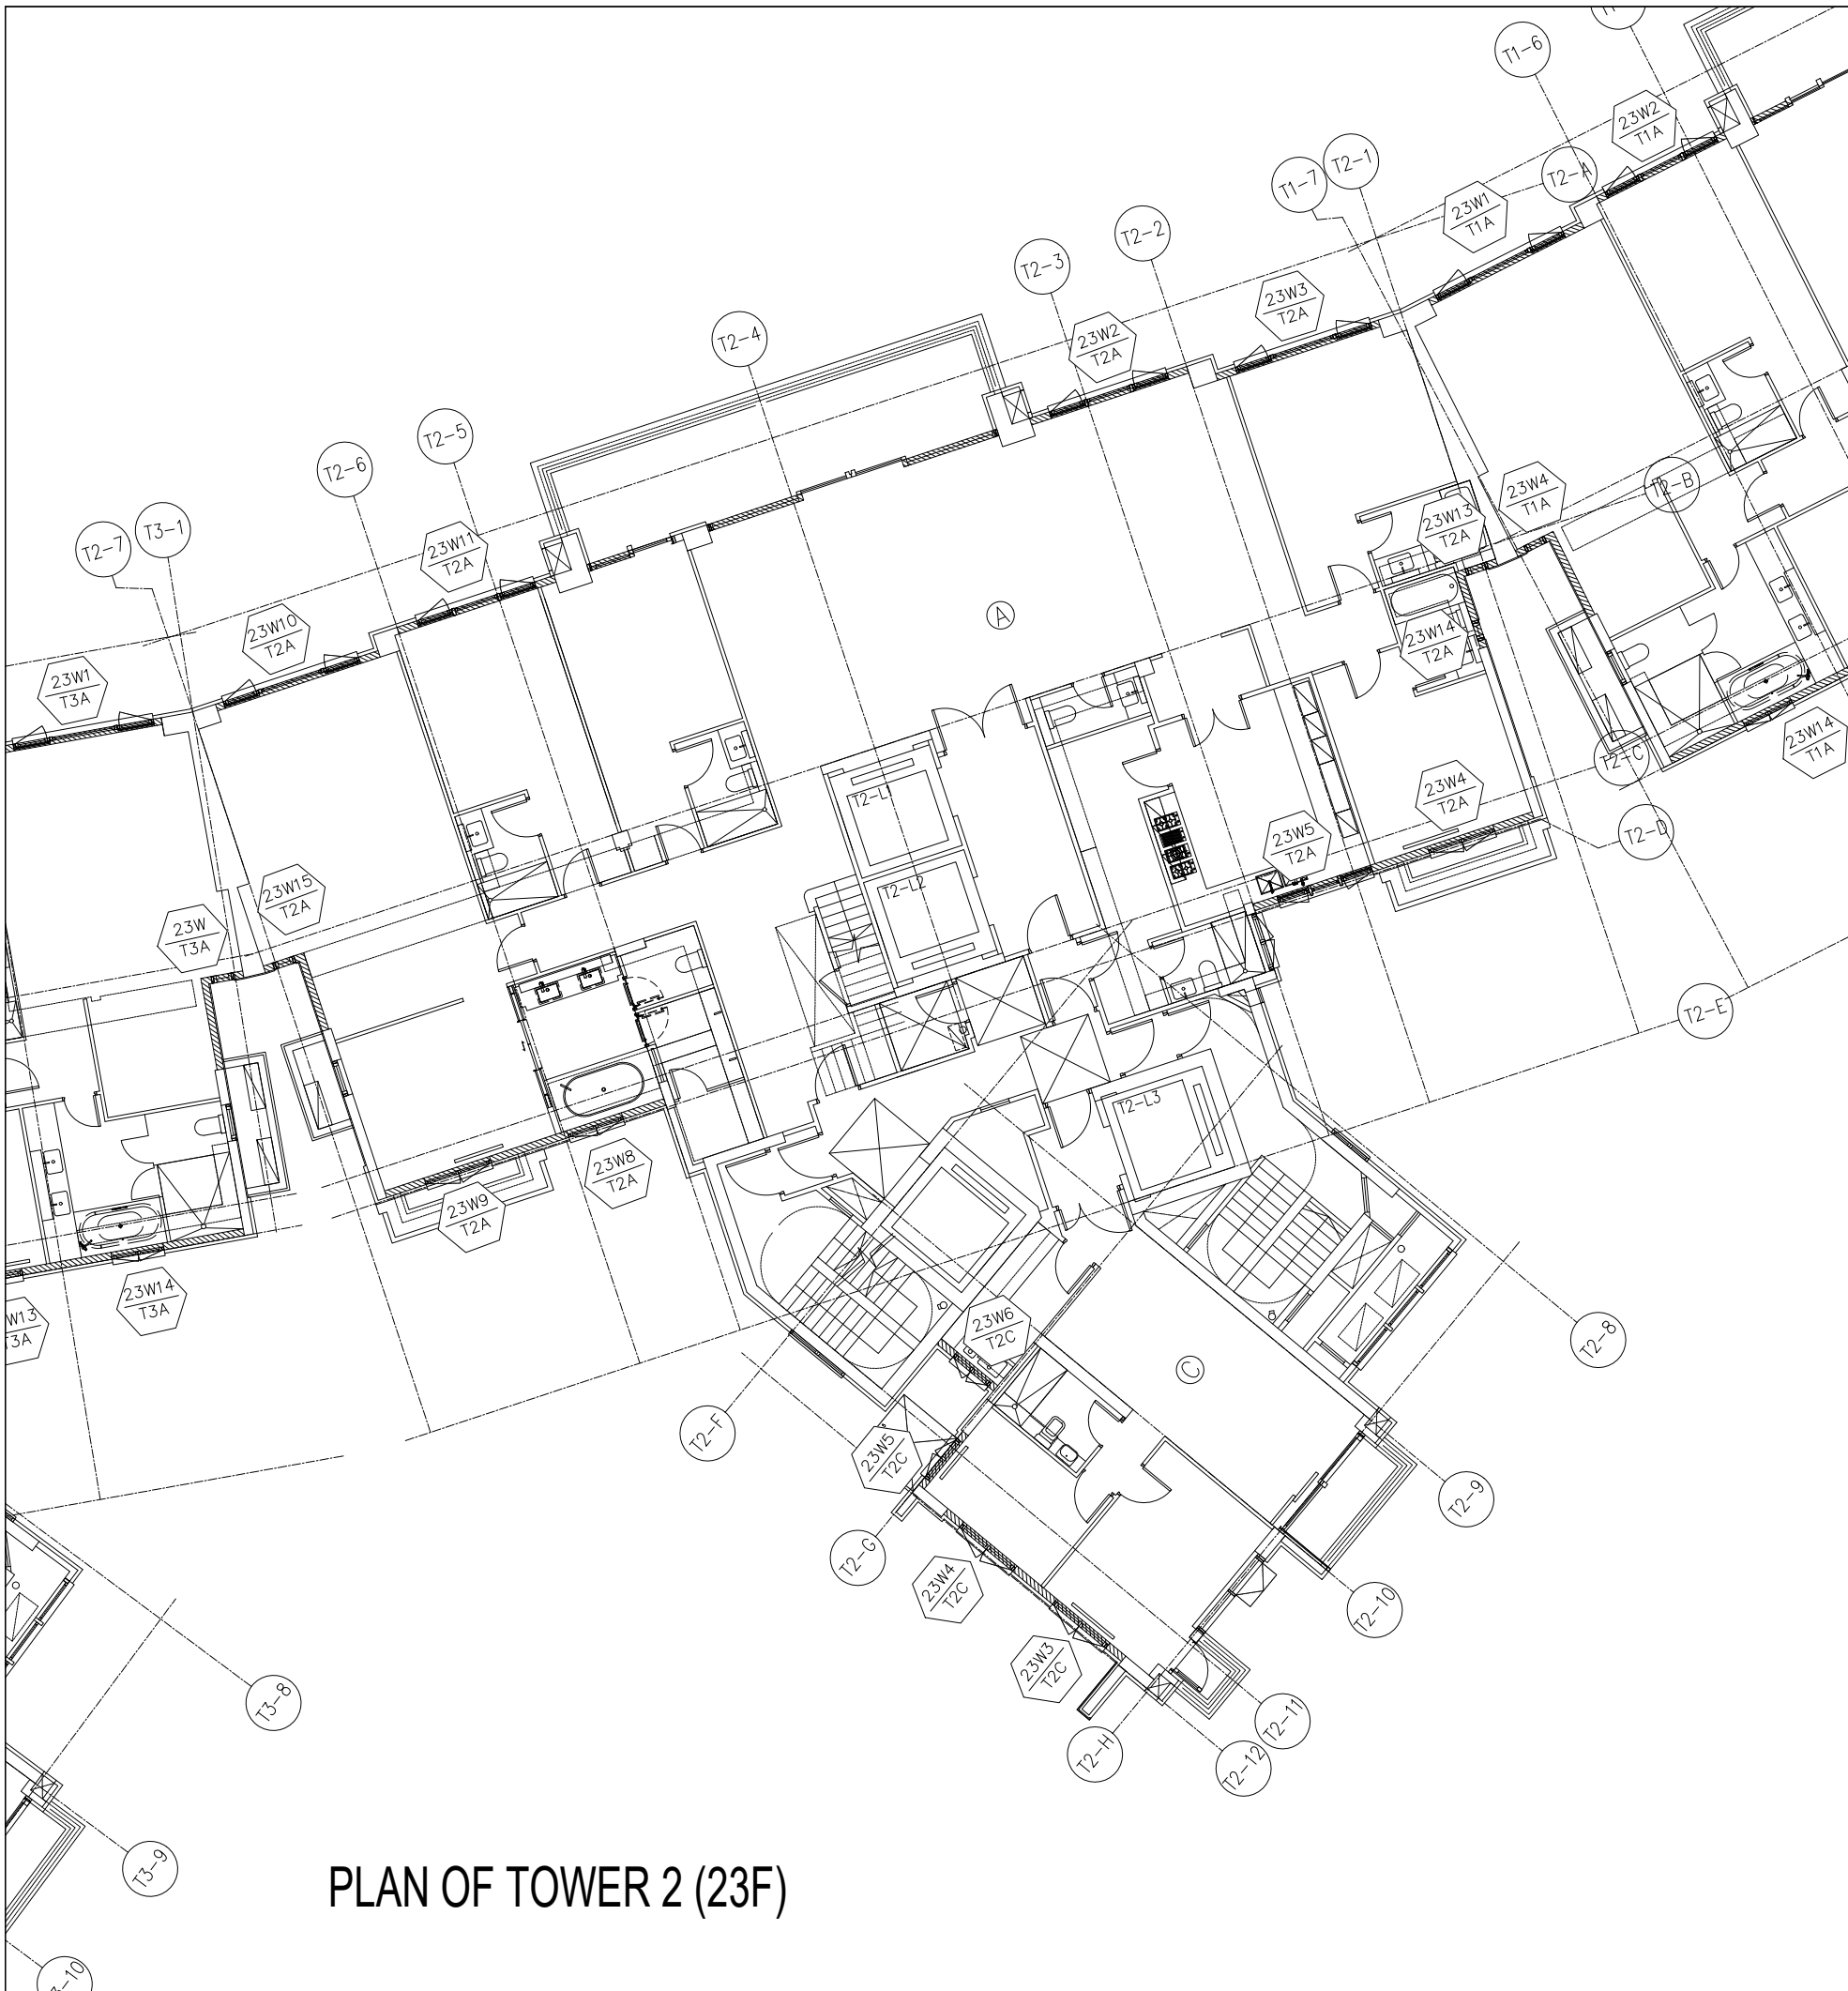 T1-6
23W2
T1A
T2-1
T1-7
T2-A
23W1
T1A
T2-2
T2-3
23W3
T2A
23W2
T2A
T2-4
T2-5
T2-6
T2-7
T3-1
23W11
T2A
23W10
T2A
23W1
T3A
23W4
T1A
T2-B
23W13
T2A
A
23W14
T2A
23W14
T1A
T2-C
23W4
T2A
T2-D
23W5
T2A
T2-L1
T2-L2
23W15
T2A
23W
T3A
T2-E
T2-L3
23W8
T2A
23W9
T2A
23W14
T3A
W13
T3A
23W6
T2C
C
T2-8
T2-F
23W5
T2C
T2-9
T2-G
23W4
T2C
T2-10
23W3
T2C
T2-11
T2-H
T2-12
T3-8
T3-9
PLAN OF TOWER 2 (23F)